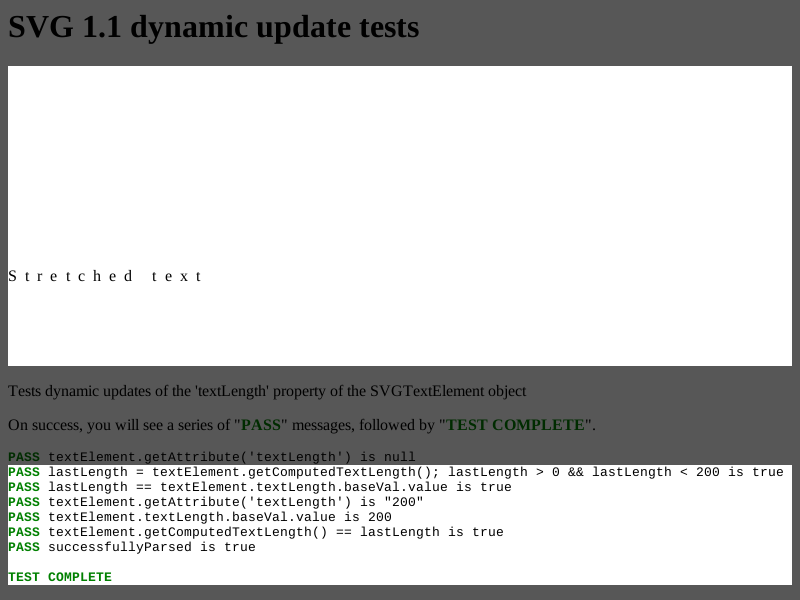 SVG 1.1 dynamic update tests
Stretched text
Tests dynamic updates of the 'textLength' property of the SVGTextElement object
On success, you will see a series of "PASS" messages, followed by "TEST COMPLETE".
PASS textElement.getAttribute('textLength') is null
PASS lastLength = textElement.getComputedTextLength(); lastLength > 0 && lastLength < 200 is true
PASS lastLength == textElement.textLength.baseVal.value is true
PASS textElement.getAttribute('textLength') is "200"
PASS textElement.textLength.baseVal.value is 200
PASS textElement.getComputedTextLength() == lastLength is true
PASS successfullyParsed is true
TEST COMPLETE